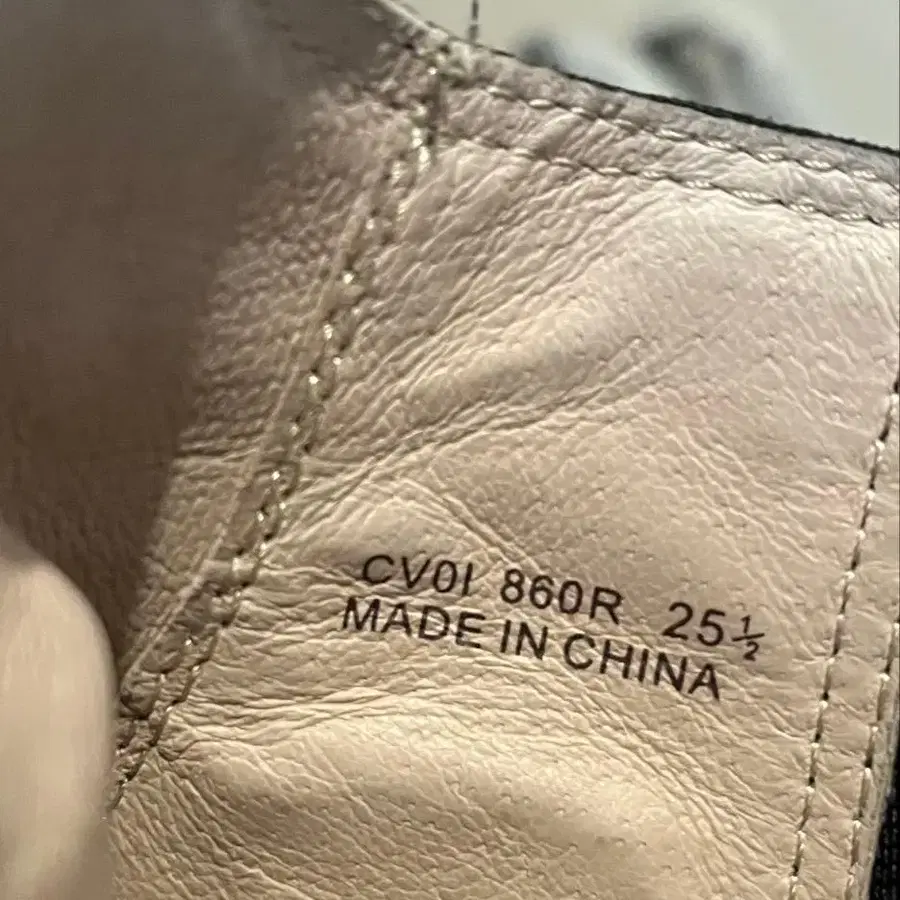 CV0I 860R 25½
MADE IN CHINA